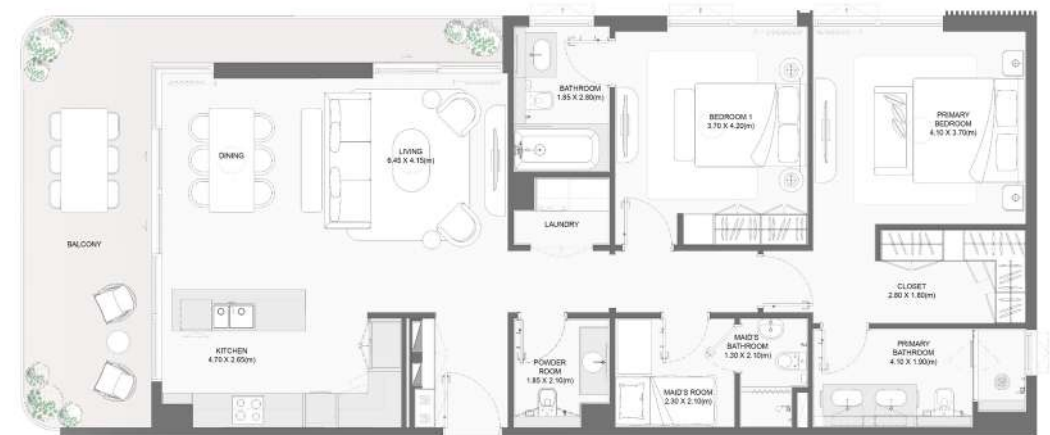 BATHROOM
1.85 X 2.80(m)
BEDROOM 1
3.70 X 4.20(m)
PRIMARY
BEDROOM
4.10 X 3.70(m)
DINING
LIVING
6.45 X 4.15(m)
LAUNDRY
BALCONY
CLOSET
2.80 X 1.80(m)
KITCHEN
4.70 X 2.65(m)
POWDER
ROOM
1.85 X 2.10(m)
MAID'S
BATHROOM
1.30 X 2.10(m)
MAID'S ROOM
2.30 X 2.10(m)
PRIMARY
BATHROOM
4.10 X 1.90(m)